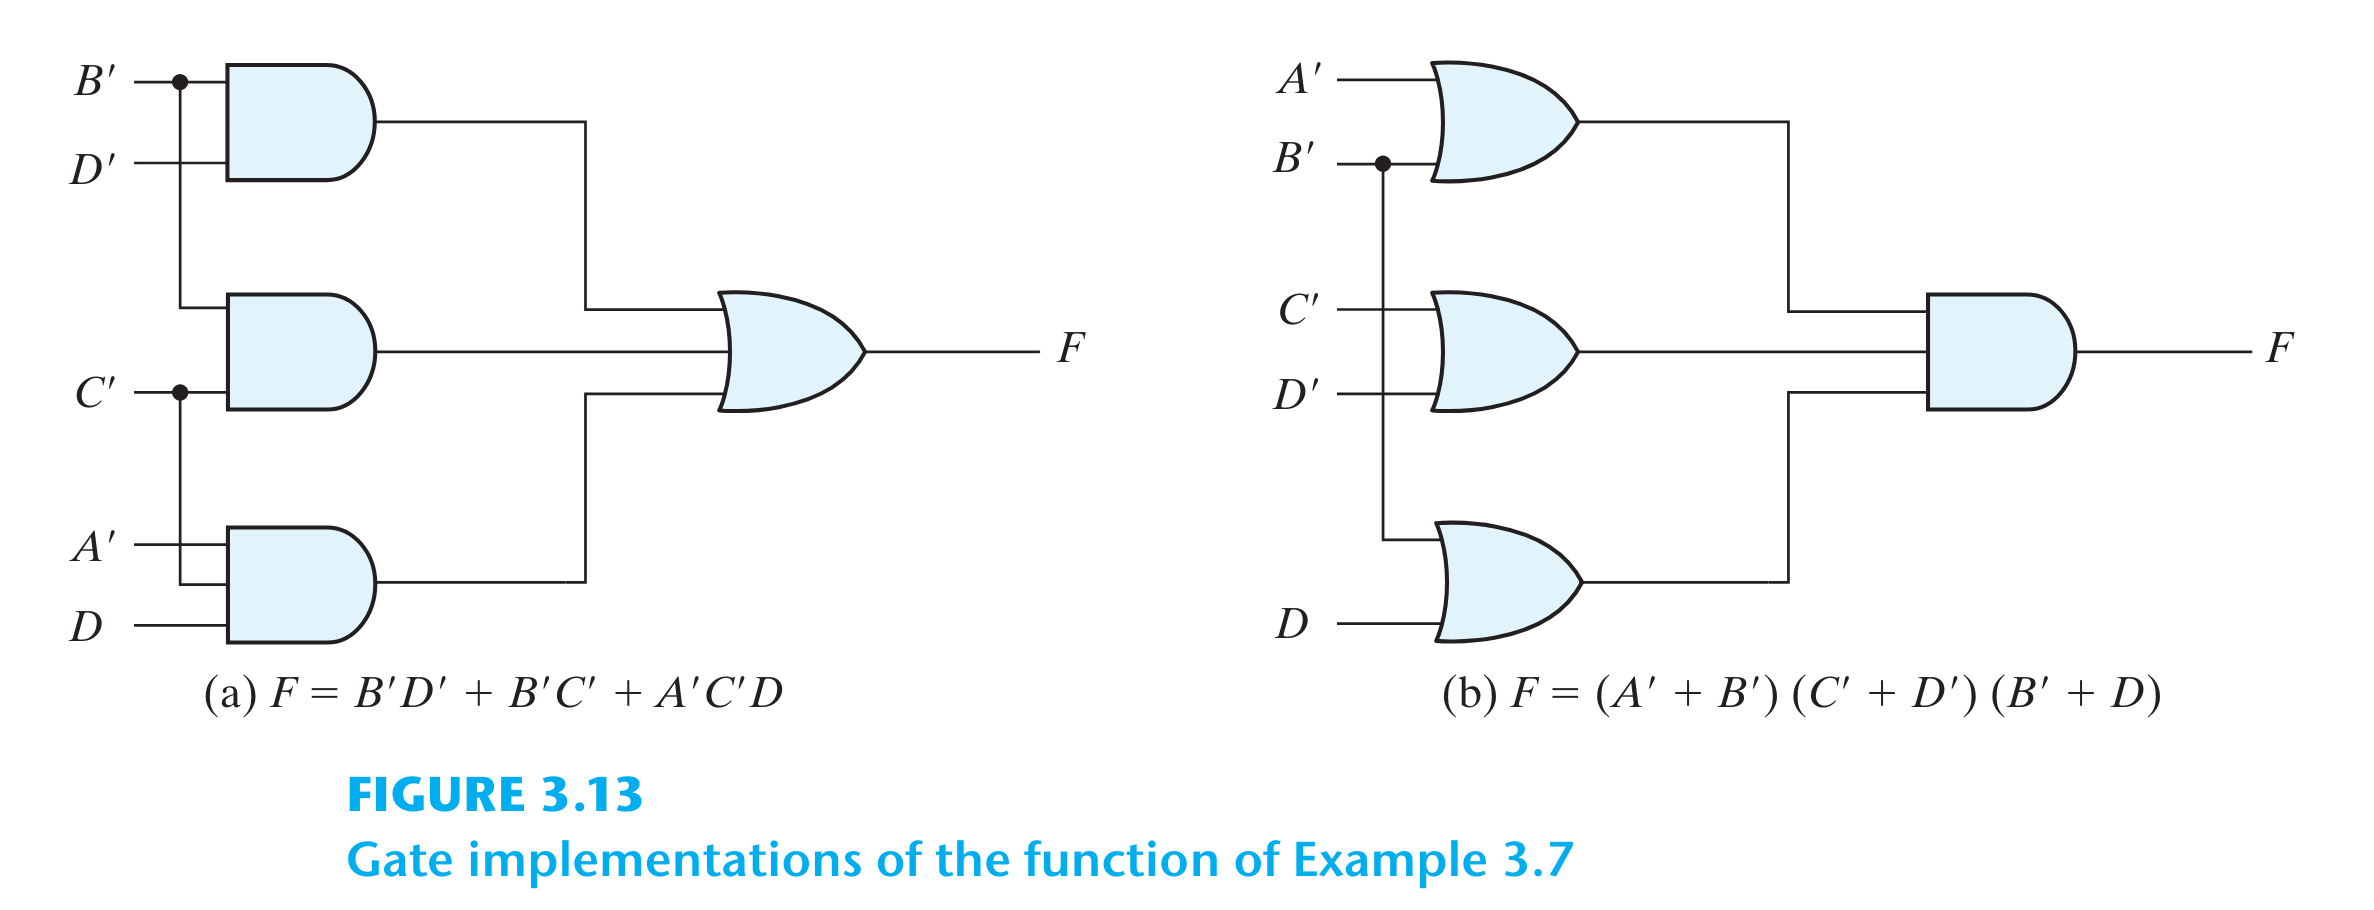 B′
D′
C′
A′
D
F
(a) F = B′D′ + B′C′ + A′C′D
A′
B′
C′
D′
D
F
(b) F = (A′ + B′) (C′ + D′) (B′ + D)
FIGURE 3.13
Gate implementations of the function of Example 3.7